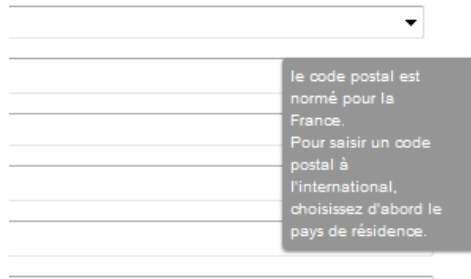 le code postal est
normé pour la
France.
Pour saisir un code
postal à
l'international,
choisissez d'abord le
pays de résidence.